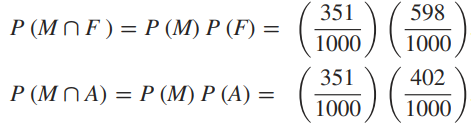 P (M ∩ F) = P (M) P (F) = (351/1000) (598/1000)
P (M ∩ A) = P (M) P (A) = (351/1000) (402/1000)